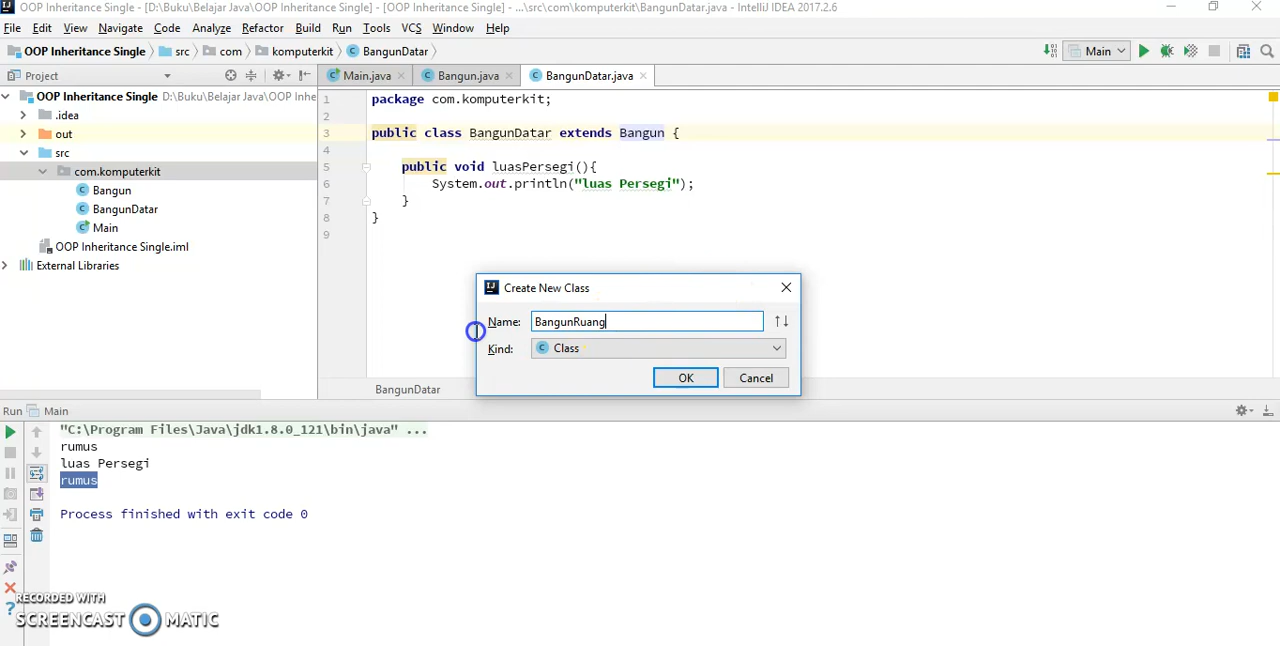 OOP Inheritance Single - [D:\Buku\Belajar Java\OOP Inheritance Single] - [OOP Inheritance Single] - ...\src\com\komputerkit\BangunDatar.java - IntelliJ IDEA 2017.2.6
File Edit View Navigate Code Analyze Refactor Build Run Tools VCS Window Help
OOP Inheritance Single src com komputerkit BangunDatar Main
Project Main.java Bangun.java BangunDatar.java
OOP Inheritance Single D:\Buku\Belajar Java\OOP Inhe
.idea
out
src
com.komputerkit
Bangun
BangunDatar
Main
OOP Inheritance Single.iml
External Libraries
1 package com.komputerkit;
2
3 public class BangunDatar extends Bangun {
4
5 public void luasPersegi(){
6 System.out.println("luas Persegi");
7 }
8 }
9
Create New Class
Name: BangunRuang
Kind: Class
OK Cancel
BangunDatar
Run Main
"C:\Program Files\Java\jdk1.8.0_121\bin\java" ...
rumus
luas Persegi
rumus
Process finished with exit code 0
RECORDED WITH
SCREENCAST MATIC